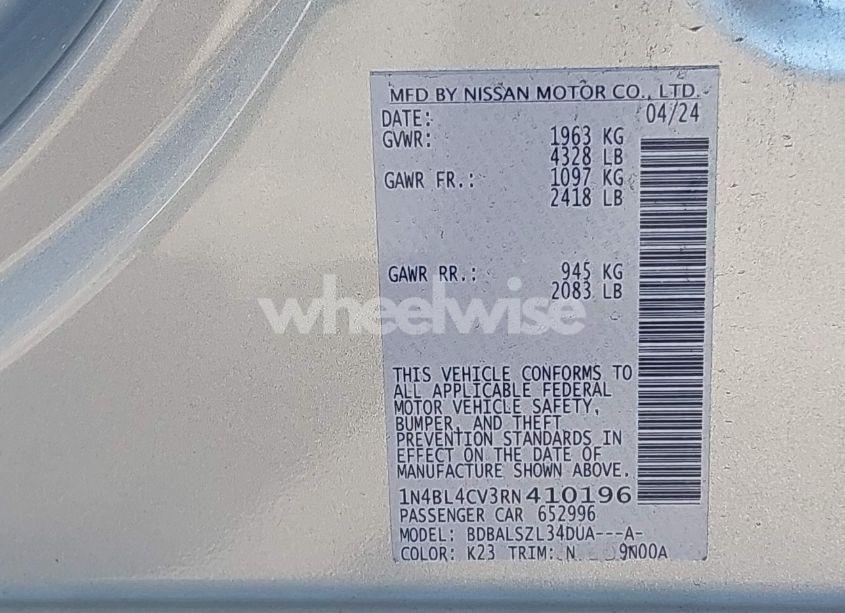 MFD BY NISSAN MOTOR CO., LTD.
DATE: 04/24
GVWR: 1963 KG
4328 LB
GAWR FR.: 1097 KG
2418 LB
GAWR RR.: 945 KG
2083 LB
wheelwise
THIS VEHICLE CONFORMS TO
ALL APPLICABLE FEDERAL
MOTOR VEHICLE SAFETY,
BUMPER, AND THEFT
PREVENTION STANDARDS IN
EFFECT ON THE DATE OF
MANUFACTURE SHOWN ABOVE.
1N4BL4CV3RN410196
PASSENGER CAR 652996
MODEL: BDBALSZL34DUA---A-
COLOR: K23 TRIM: N 9N00A